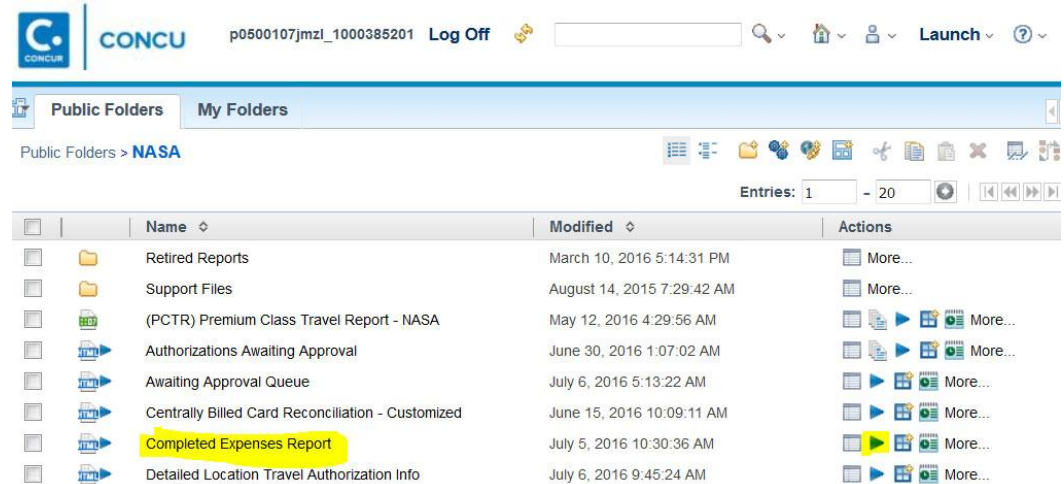 C.
CONCUR
CONCU
p0500107jmzl_1000385201 Log Off
Launch
?
Public Folders My Folders
Public Folders > NASA
Entries: 1 - 20
Name Modified Actions
Retired Reports March 10, 2016 5:14:31 PM More...
Support Files August 14, 2015 7:29:42 AM More...
(PCTR) Premium Class Travel Report - NASA May 12, 2016 4:29:56 AM More...
HTML Authorizations Awaiting Approval June 30, 2016 1:07:02 AM More...
HTML Awaiting Approval Queue July 6, 2016 5:13:22 AM More...
HTML Centrally Billed Card Reconciliation - Customized June 15, 2016 10:09:11 AM More...
HTML Completed Expenses Report July 5, 2016 10:30:36 AM More...
HTML Detailed Location Travel Authorization Info July 6, 2016 9:45:24 AM More...